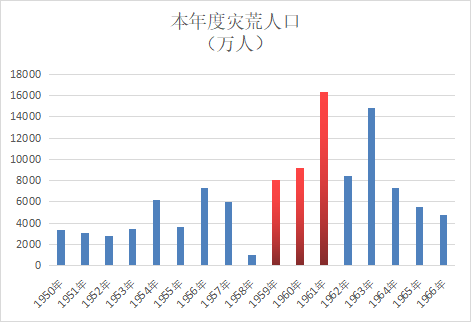 本年度灾荒人口
（万人）
18000
16000
14000
12000
10000
8000
6000
4000
2000
0
1950年
1951年
1952年
1953年
1954年
1955年
1956年
1957年
1958年
1959年
1960年
1961年
1962年
1963年
1964年
1965年
1966年